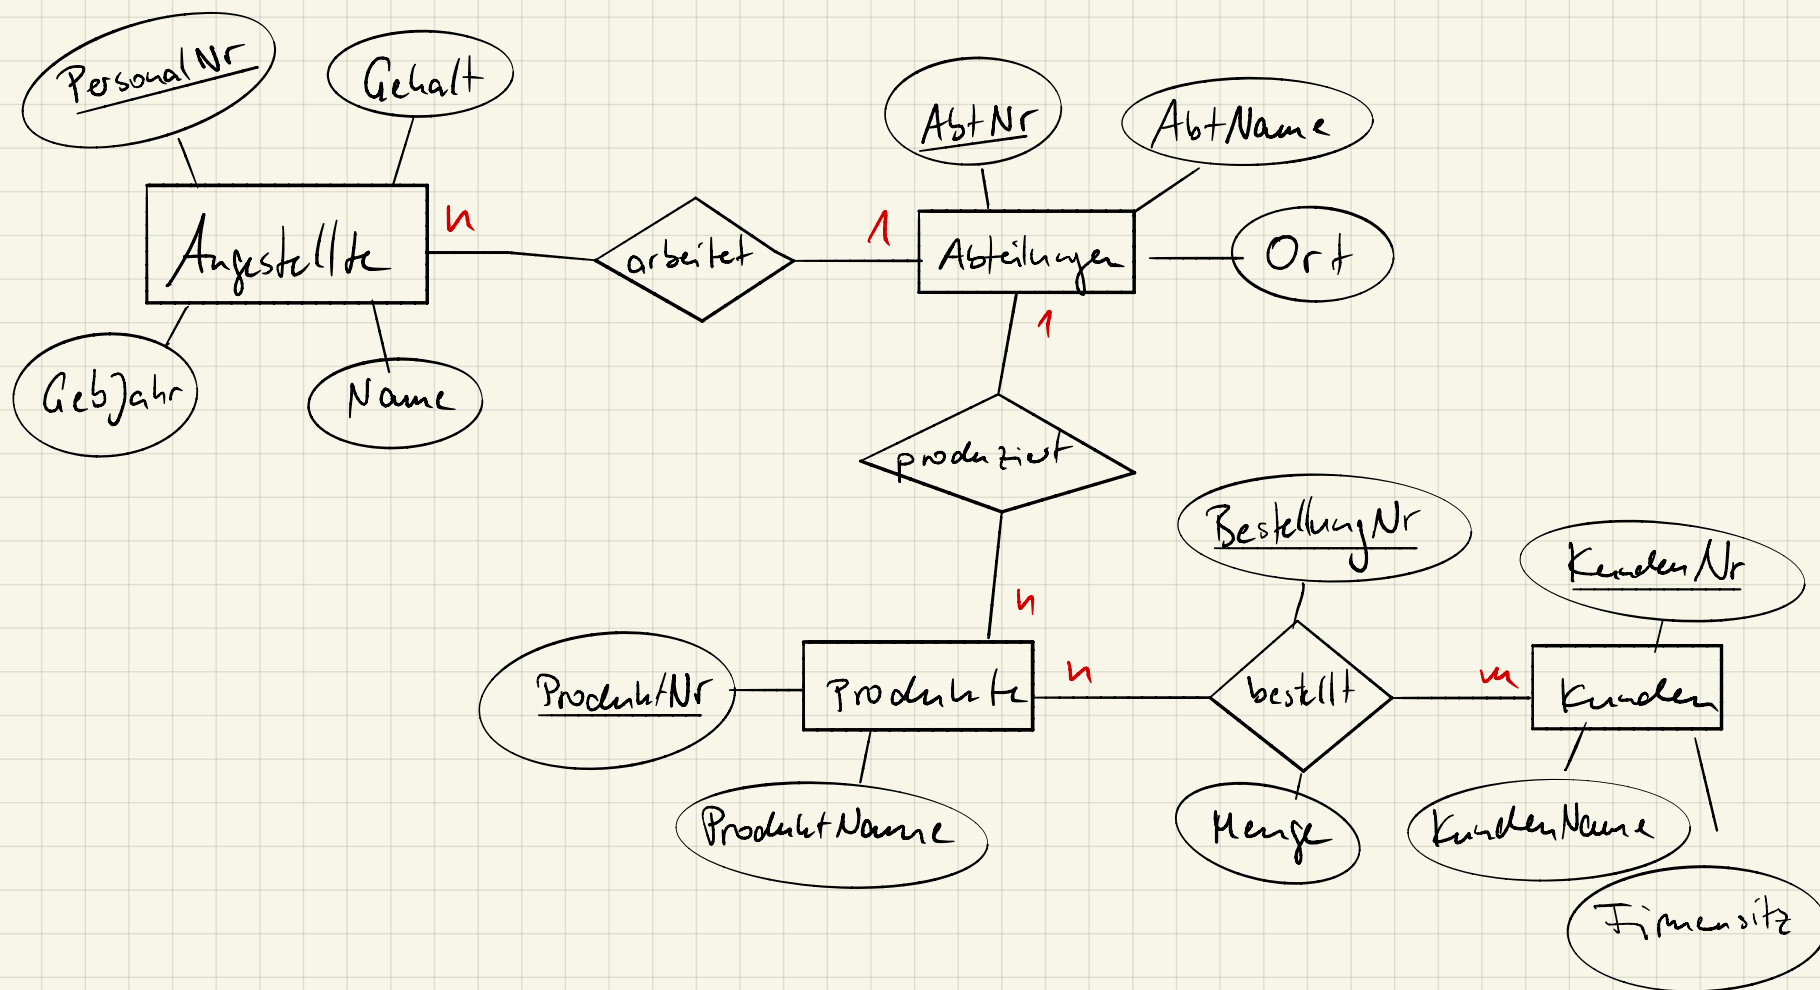 PersonalNr
Gehalt
AbtNr
AbtName
Angestellte
n
arbeitet
1
Abteilungen
Ort
GebJahr
Name
1
produziert
BestellungNr
KundenNr
n
ProduktNr
Produkte
n
bestellt
m
Kunden
ProduktName
Menge
KundenName
Firmensitz